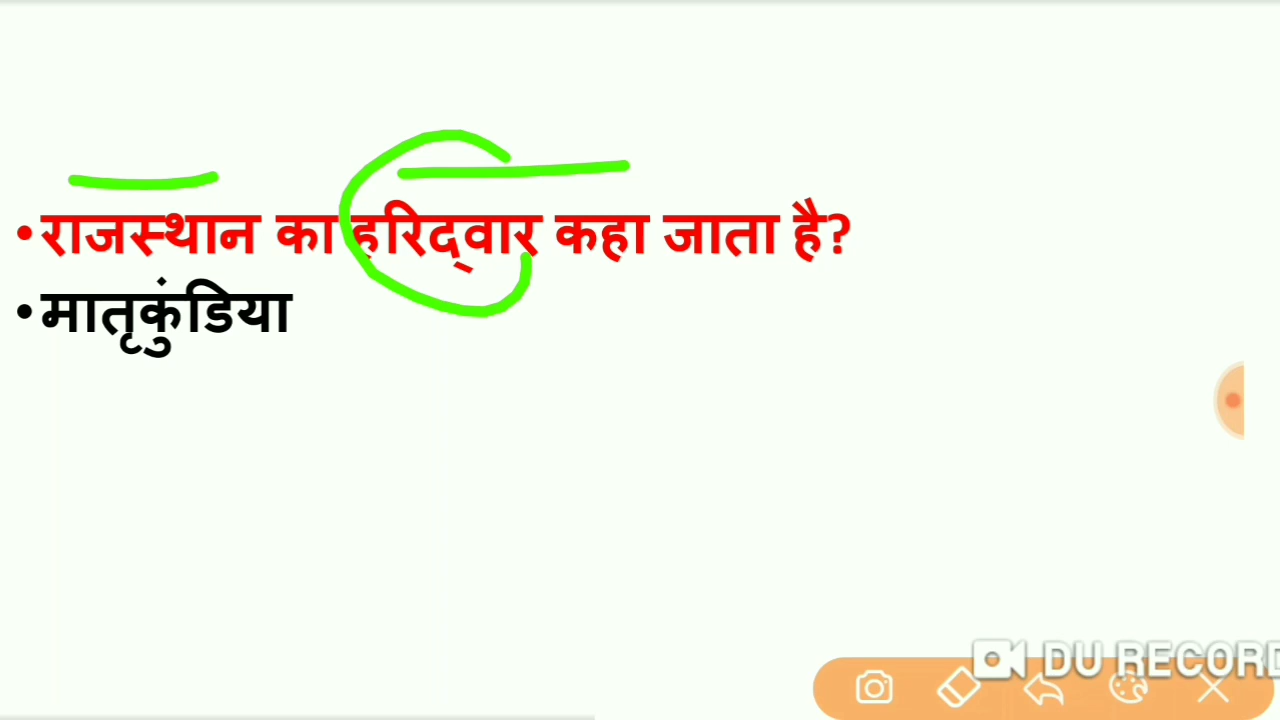 •राजस्थान का हरिद्वार कहा जाता है?
•मातृकुंडिया
DU RECORD